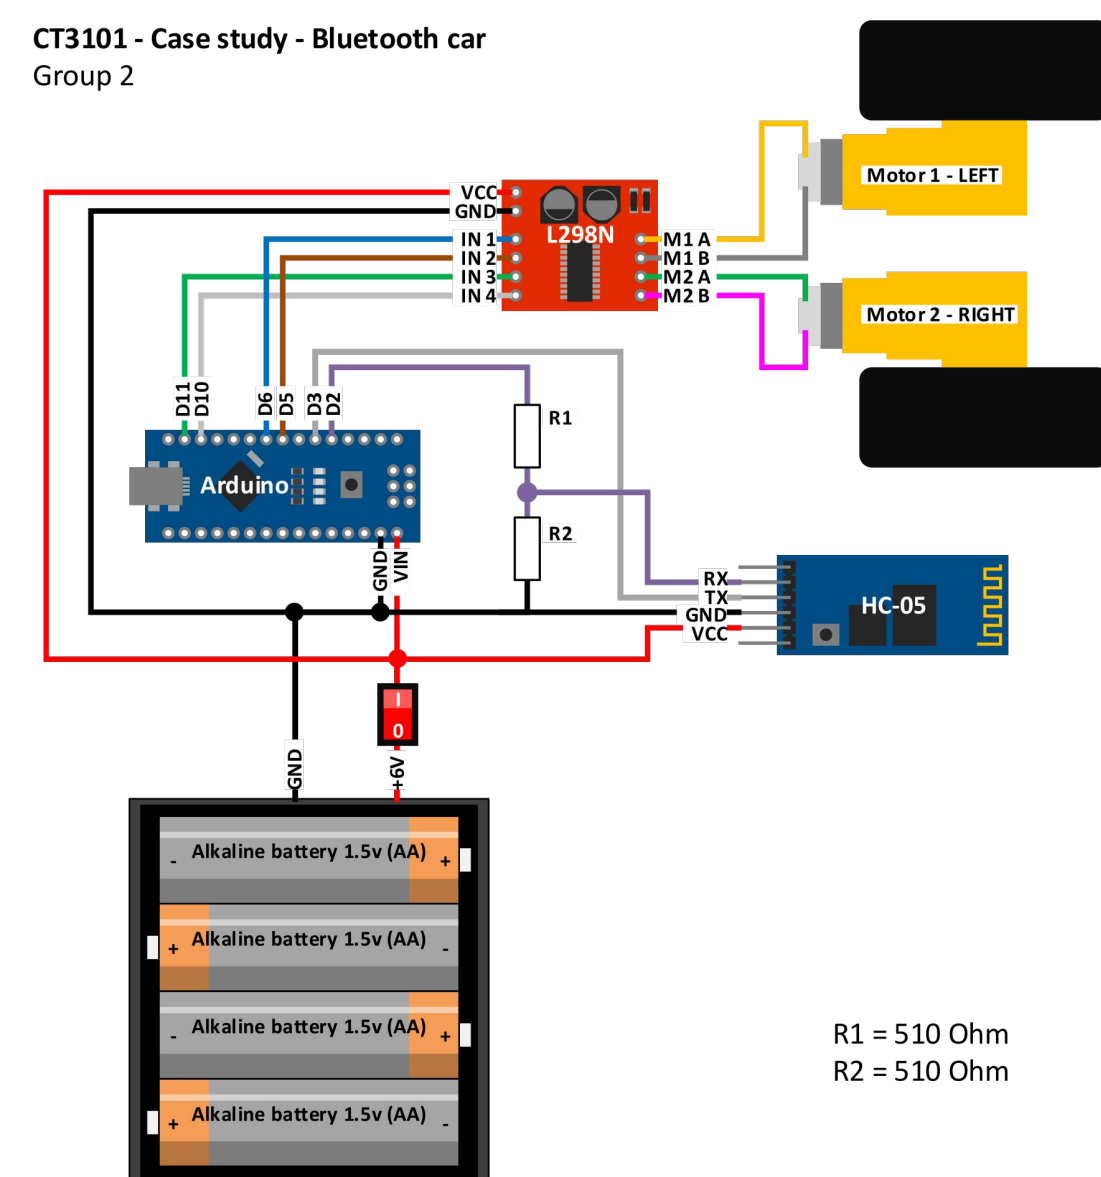 CT3101 - Case study - Bluetooth car
Group 2
Motor 1 - LEFT
VCC
GND
L298N
IN 1
IN 2
IN 3
IN 4
M1 A
M1 B
M2 A
M2 B
Motor 2 - RIGHT
D11
D10
D6
D5
D3
D2
R1
Arduino
R2
GND
VIN
RX
TX
GND
VCC
HC-05
I
0
GND
+6V
- Alkaline battery 1.5v (AA) +
+ Alkaline battery 1.5v (AA) -
- Alkaline battery 1.5v (AA) +
+ Alkaline battery 1.5v (AA) -
R1 = 510 Ohm
R2 = 510 Ohm